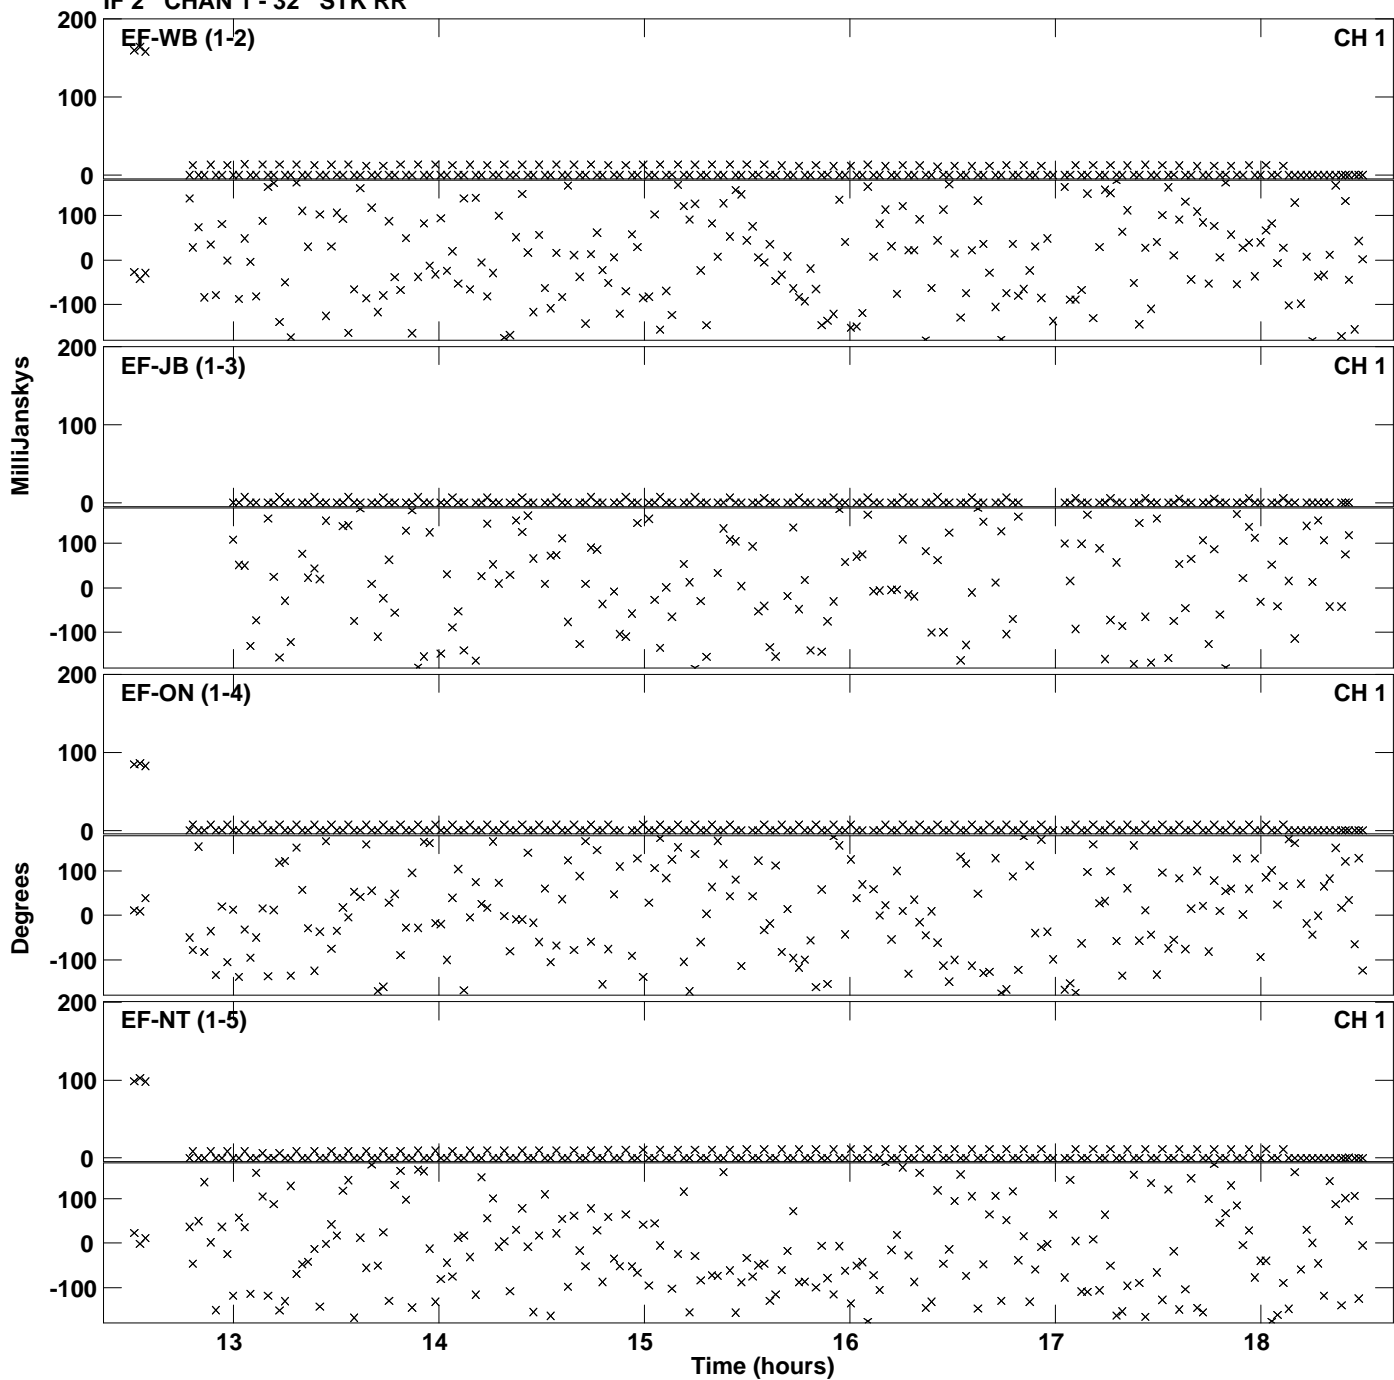 IF 2 CHAN 1 - 32 STK RR
200
EF-WB (1-2) CH 1
100
0
100
0
-100
200
EF-JB (1-3) CH 1
100
0
100
0
-100
MilliJanskys
200
EF-ON (1-4) CH 1
100
0
100
0
-100
Degrees
200
EF-NT (1-5) CH 1
100
0
100
0
-100
13 14 15 16 17 18
Time (hours)